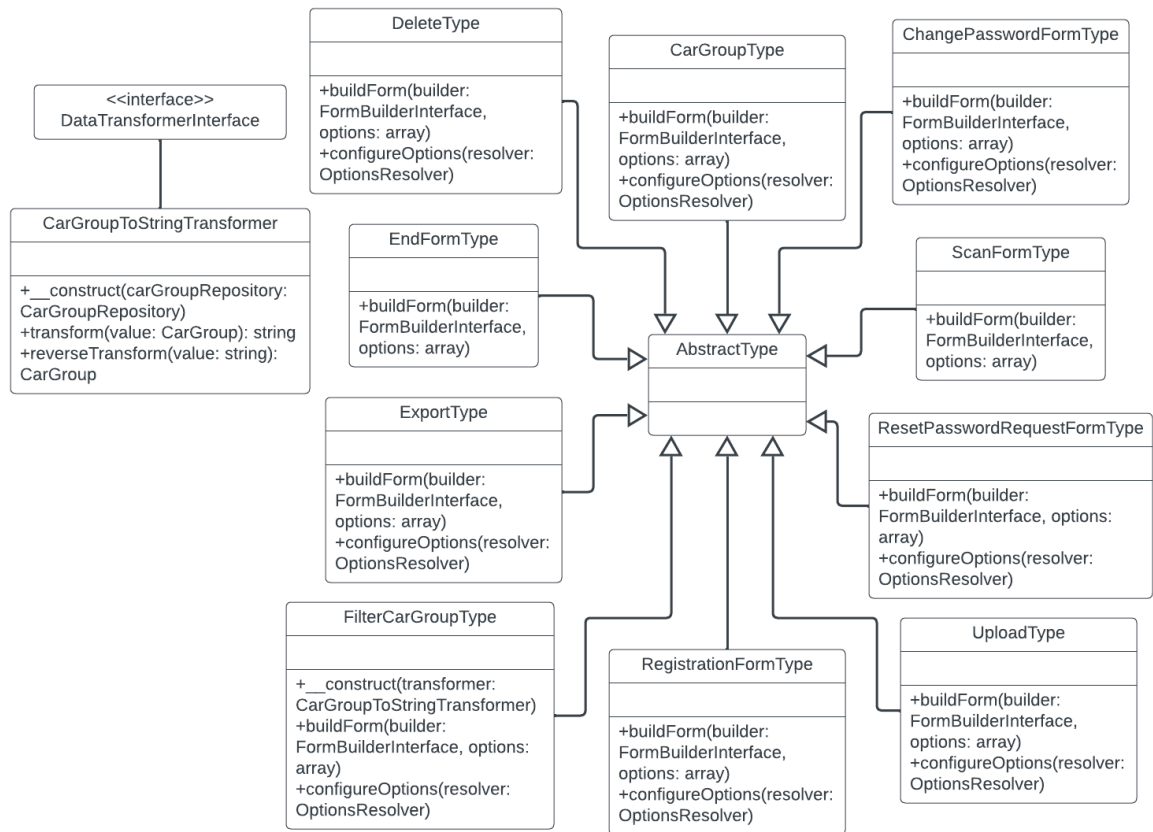 DeleteType
+buildForm(builder:
FormBuilderInterface,
options: array)
+configureOptions(resolver:
OptionsResolver)
CarGroupType
+buildForm(builder:
FormBuilderInterface,
options: array)
+configureOptions(resolver:
OptionsResolver)
ChangePasswordFormType
+buildForm(builder:
FormBuilderInterface,
options: array)
+configureOptions(resolver:
OptionsResolver)
<<interface>>
DataTransformerInterface
CarGroupToStringTransformer
+__construct(carGroupRepository:
CarGroupRepository)
+transform(value: CarGroup): string
+reverseTransform(value: string):
CarGroup
EndFormType
+buildForm(builder:
FormBuilderInterface,
options: array)
ScanFormType
+buildForm(builder:
FormBuilderInterface,
options: array)
AbstractType
ExportType
+buildForm(builder:
FormBuilderInterface,
options: array)
+configureOptions(resolver:
OptionsResolver)
ResetPasswordRequestFormType
+buildForm(builder:
FormBuilderInterface, options:
array)
+configureOptions(resolver:
OptionsResolver)
FilterCarGroupType
+__construct(transformer:
CarGroupToStringTransformer)
+buildForm(builder:
FormBuilderInterface, options:
array)
+configureOptions(resolver:
OptionsResolver)
RegistrationFormType
+buildForm(builder:
FormBuilderInterface,
options: array)
+configureOptions(resolver:
OptionsResolver)
UploadType
+buildForm(builder:
FormBuilderInterface,
options: array)
+configureOptions(resolver:
OptionsResolver)